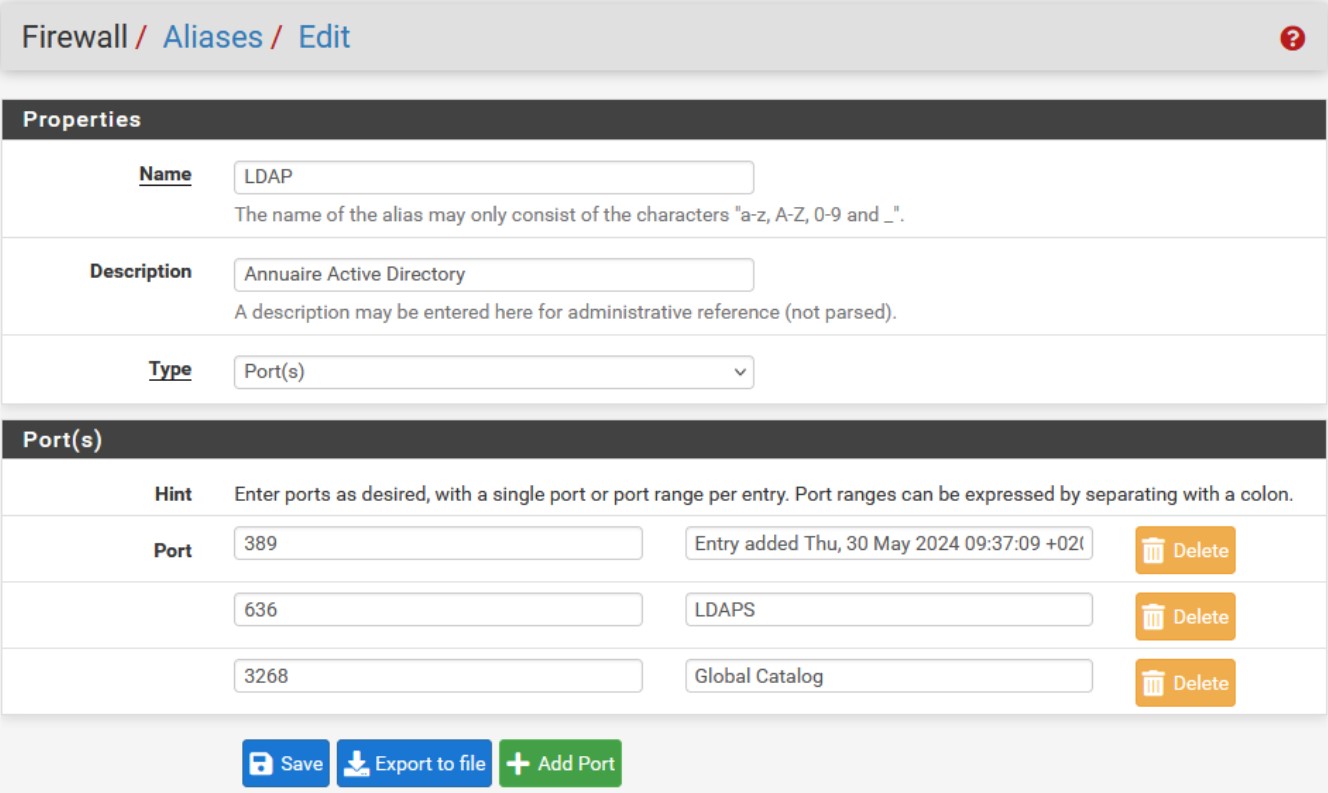 Firewall / Aliases / Edit
Properties
Name LDAP
The name of the alias may only consist of the characters "a-z, A-Z, 0-9 and _".
Description Annuaire Active Directory
A description may be entered here for administrative reference (not parsed).
Type Port(s)
Port(s)
Hint Enter ports as desired, with a single port or port range per entry. Port ranges can be expressed by separating with a colon.
Port 389 Entry added Thu, 30 May 2024 09:37:09 +020 Delete
636 LDAPS Delete
3268 Global Catalog Delete
Save Export to file Add Port